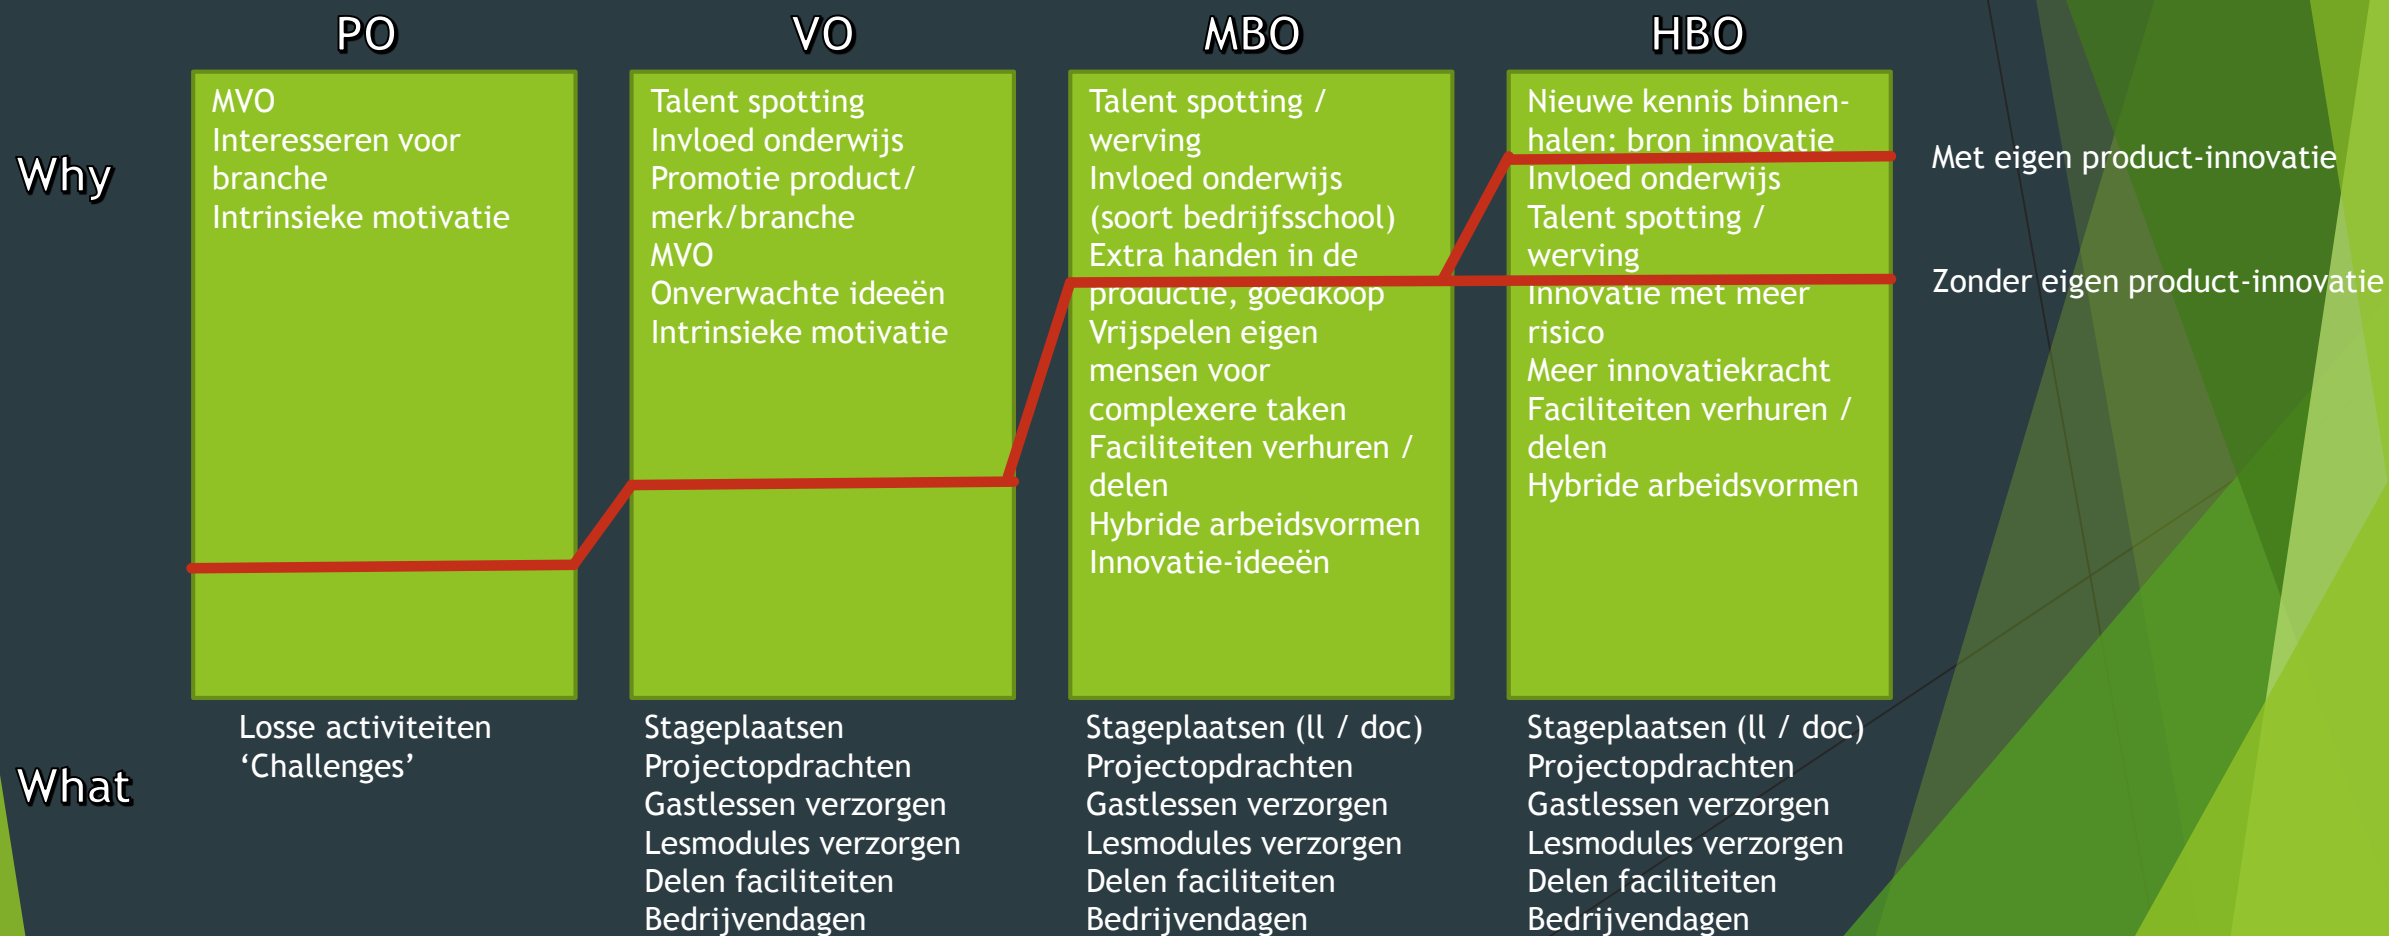 PO
VO
MBO
HBO
Why
MVO
Interesseren voor
branche
Intrinsieke motivatie
Talent spotting
Invloed onderwijs
Promotie product/
merk/branche
MVO
Onverwachte ideeën
Intrinsieke motivatie
Talent spotting /
werving
Invloed onderwijs
(soort bedrijfsschool)
Extra handen in de
productie, goedkoop
Vrijspelen eigen
mensen voor
complexere taken
Faciliteiten verhuren /
delen
Hybride arbeidsvormen
Innovatie-ideeën
Nieuwe kennis binnen-
halen: bron innovatie
Invloed onderwijs
Talent spotting /
werving
Innovatie met meer
risico
Meer innovatiekracht
Faciliteiten verhuren /
delen
Hybride arbeidsvormen
Met eigen product-innovatie
Zonder eigen product-innovatie
What
Losse activiteiten
‘Challenges’
Stageplaatsen
Projectopdrachten
Gastlessen verzorgen
Lesmodules verzorgen
Delen faciliteiten
Bedrijvendagen
Stageplaatsen (ll / doc)
Projectopdrachten
Gastlessen verzorgen
Lesmodules verzorgen
Delen faciliteiten
Bedrijvendagen
Stageplaatsen (ll / doc)
Projectopdrachten
Gastlessen verzorgen
Lesmodules verzorgen
Delen faciliteiten
Bedrijvendagen